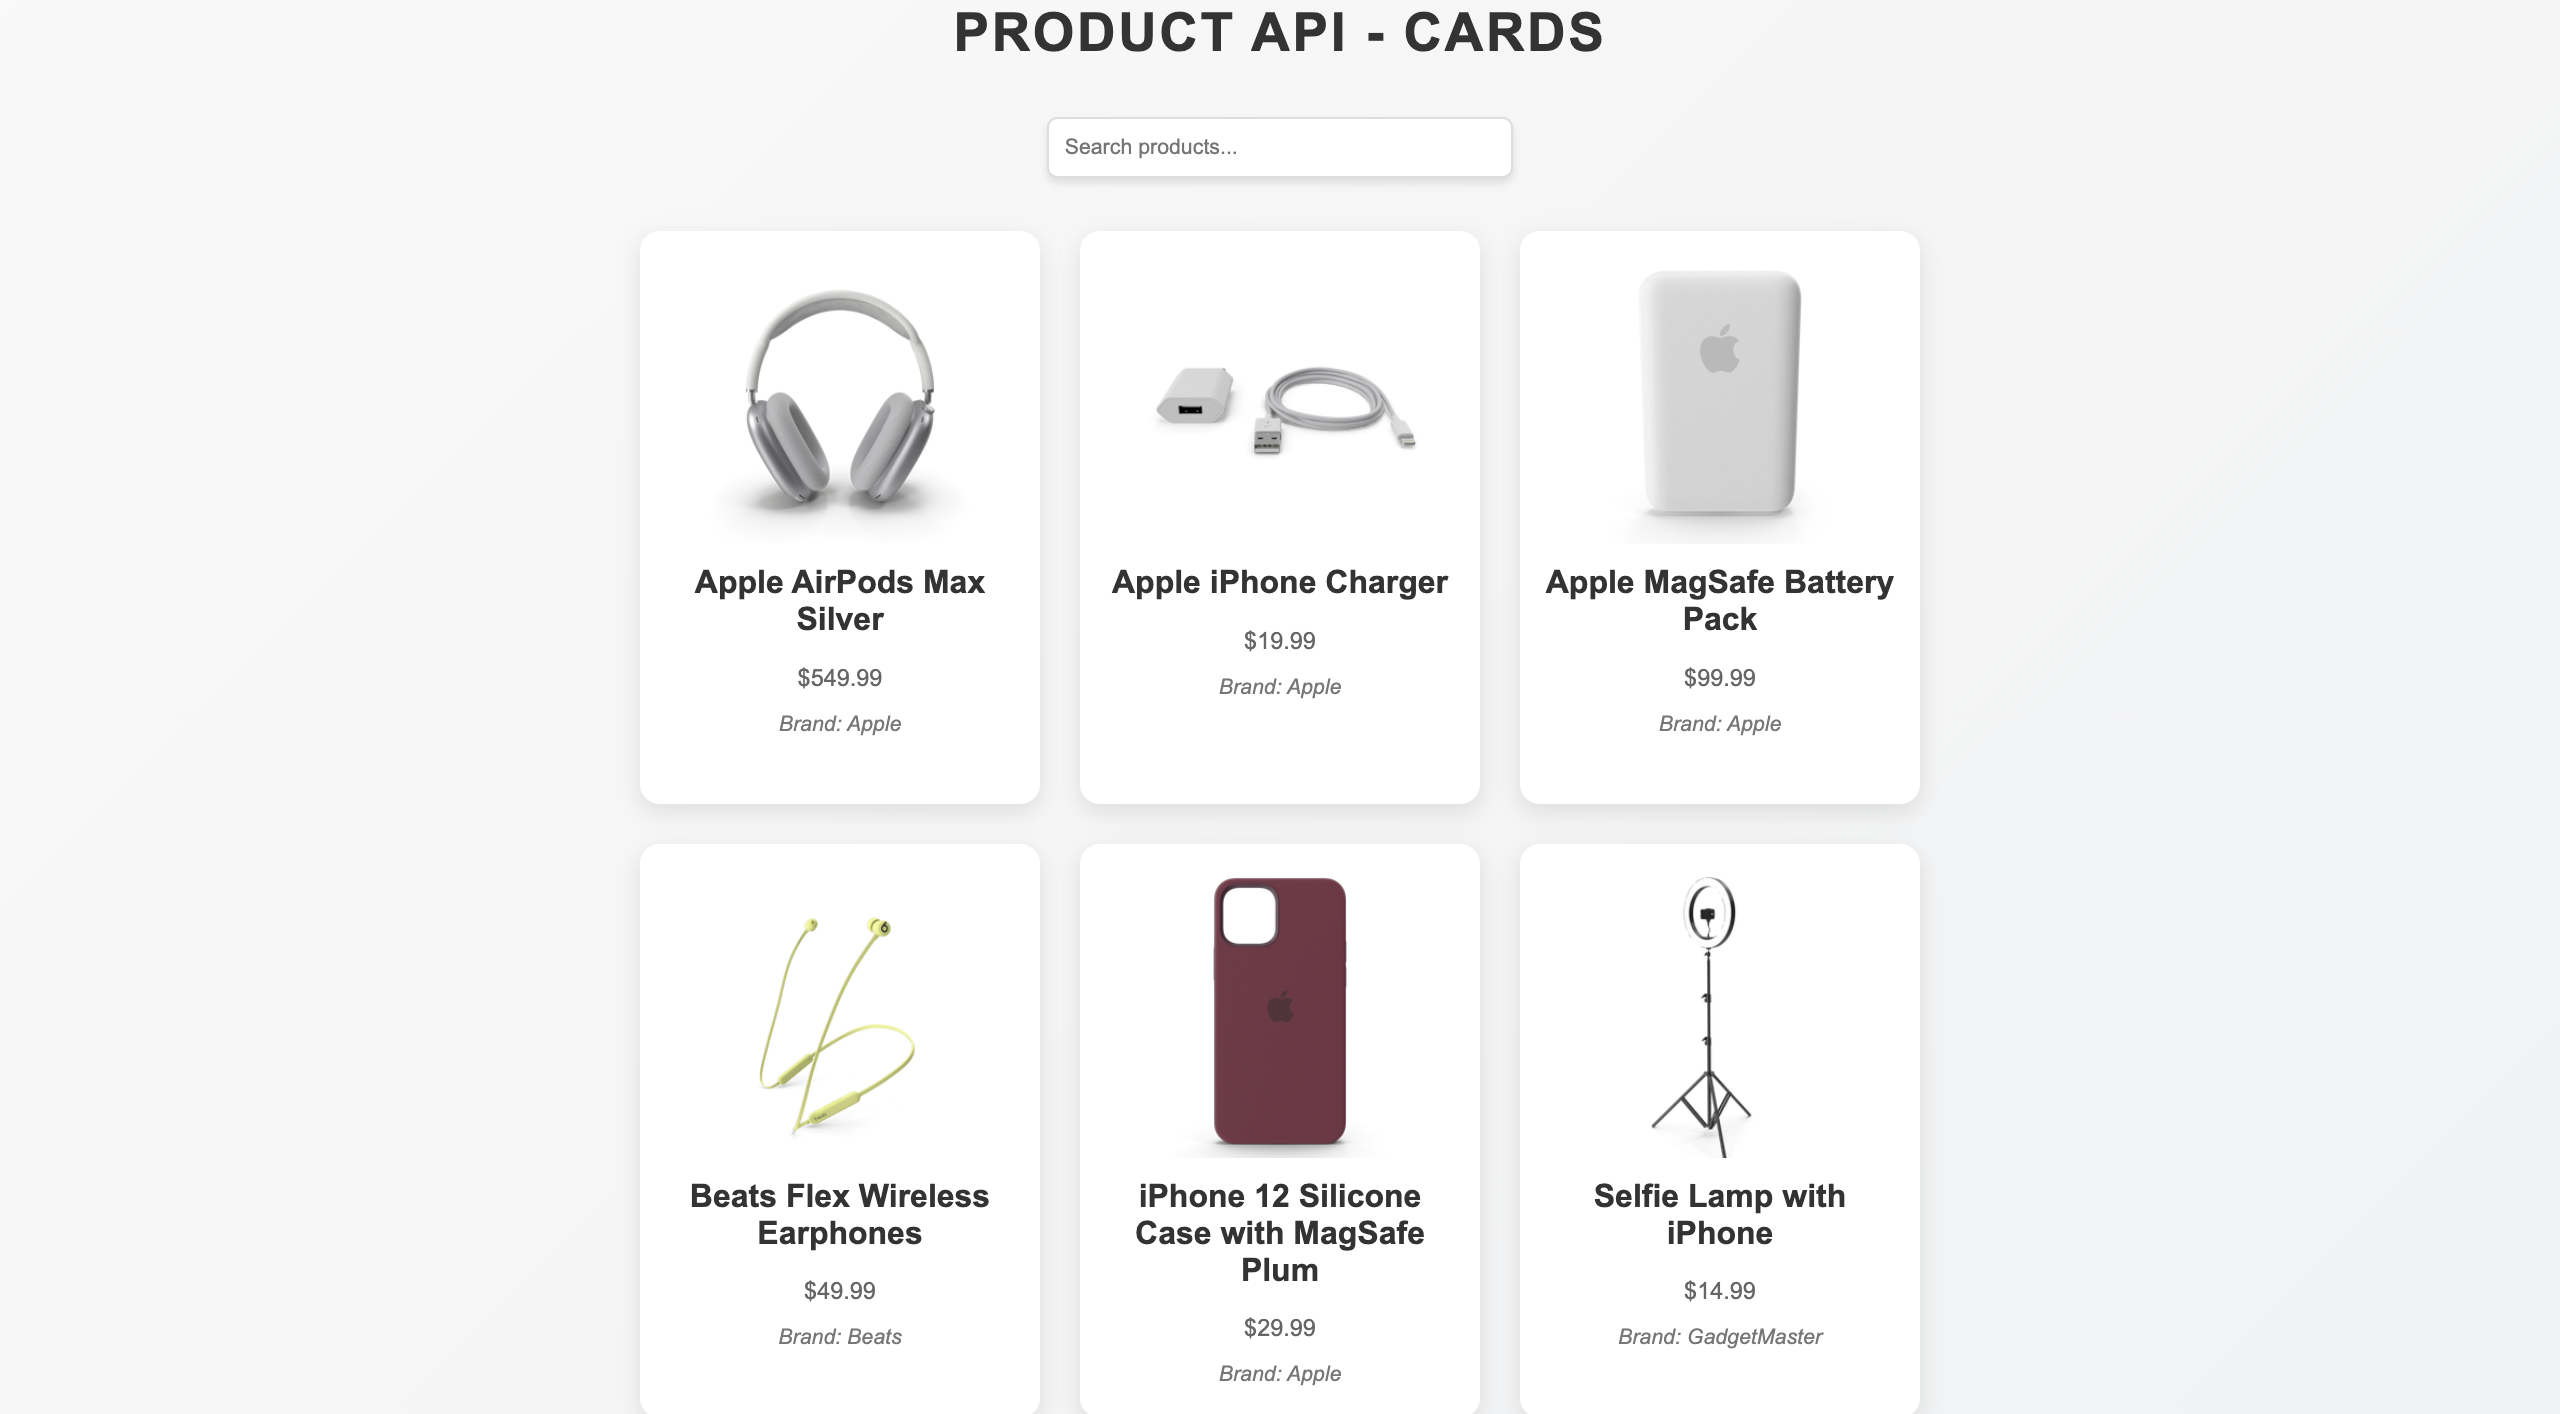 PRODUCT API - CARDS
Search products...
Apple AirPods Max
Silver
$549.99
Brand: Apple
Apple iPhone Charger
$19.99
Brand: Apple
Apple MagSafe Battery
Pack
$99.99
Brand: Apple
Beats Flex Wireless
Earphones
$49.99
Brand: Beats
iPhone 12 Silicone
Case with MagSafe
Plum
$29.99
Brand: Apple
Selfie Lamp with
iPhone
$14.99
Brand: GadgetMaster